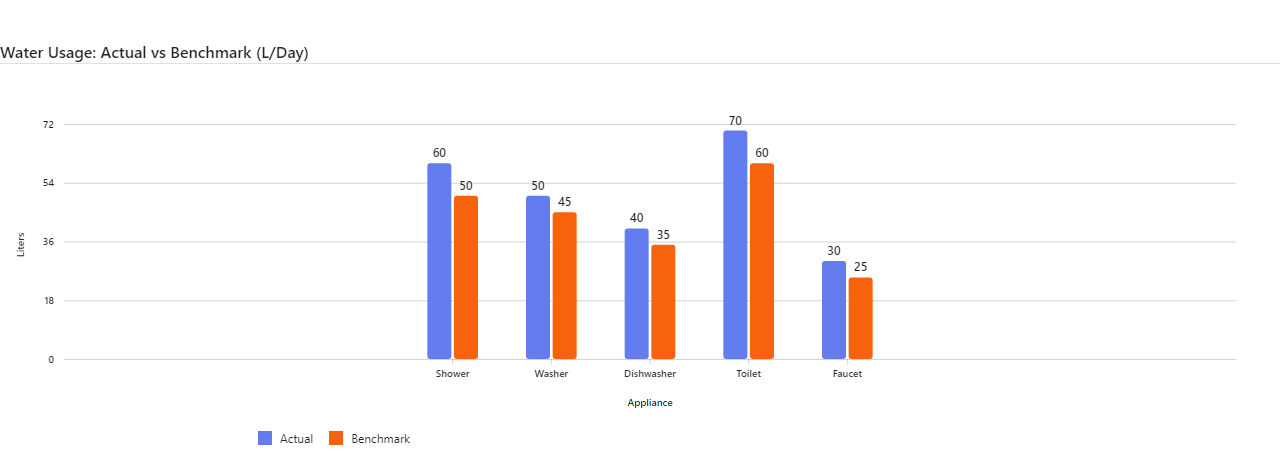 Water Usage: Actual vs Benchmark (L/Day)
72
54
36
18
0
Liters
60
50
50
45
40
35
70
60
30
25
Shower
Washer
Dishwasher
Toilet
Faucet
Appliance
Actual
Benchmark